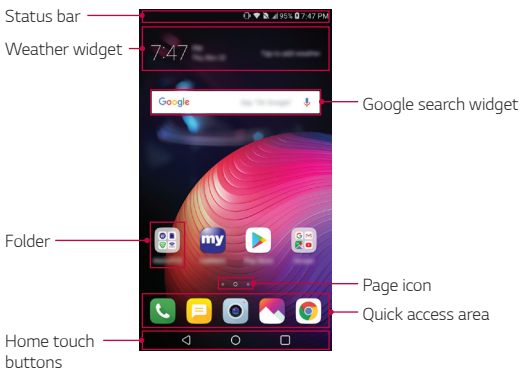 Status bar
95% 7:47 PM
Weather widget
7:47
Google
Google search widget
Folder
my
Page icon
Quick access area
Home touch
buttons